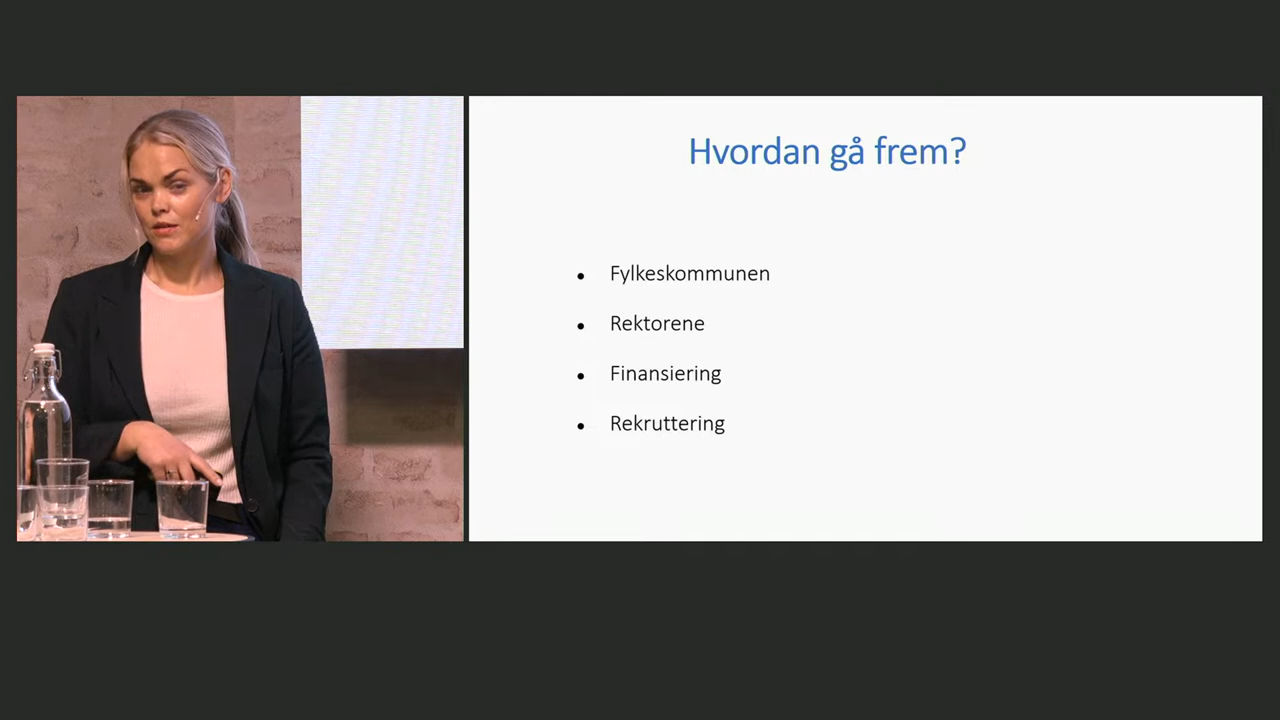 Hvordan gå frem?
Fylkeskommunen
Rektorene
Finansiering
Rekruttering